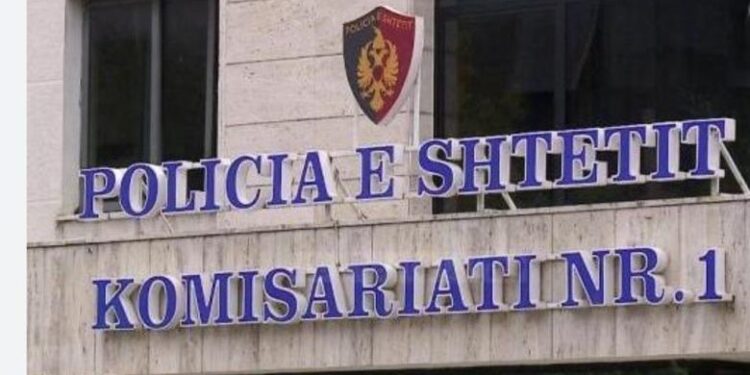 POLICIA E SHTETIT
POLICIA E SHTETIT
KOMISARIATI NR.1